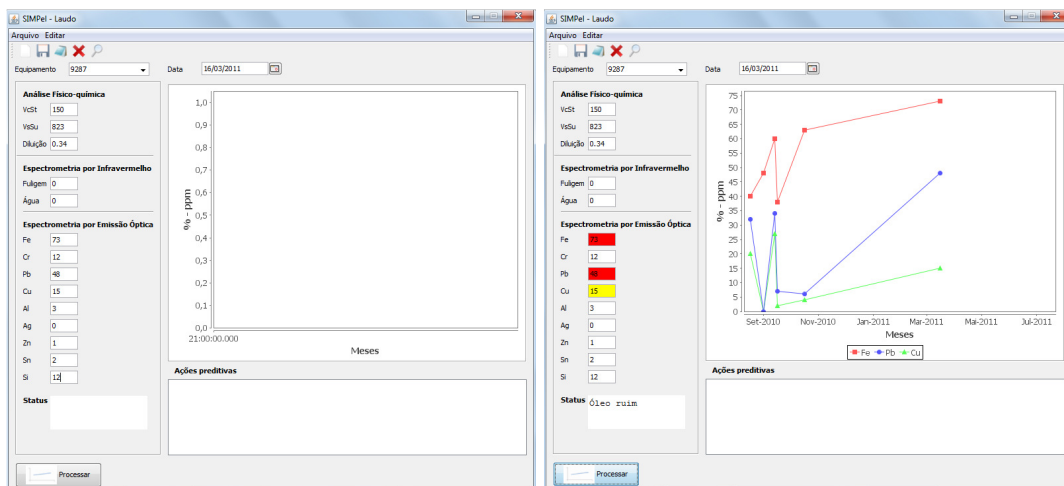 SIMPel - Laudo
Arquivo Editar
Equipamento 9287 Data 16/03/2011
Análise Físico-química
VcSt 150
VsSu 823
Diluição 0.34
Espectrometria por Infravermelho
Fuligem 0
Água 0
Espectrometria por Emissão Óptica
Fe 73
Cr 12
Pb 48
Cu 15
Al 3
Ag 0
Zn 1
Sn 2
Si 12
Status
Processar
1,0
0,9
0,8
0,7
0,6
0,5
0,4
0,3
0,2
0,1
0,0
% - ppm
21:00:00.000
Meses
Ações preditivas
SIMPel - Laudo
Arquivo Editar
Equipamento 9287 Data 16/03/2011
Análise Físico-química
VcSt 150
VsSu 823
Diluição 0.34
Espectrometria por Infravermelho
Fuligem 0
Água 0
Espectrometria por Emissão Óptica
Fe 73
Cr 12
Pb 48
Cu 15
Al 3
Ag 0
Zn 1
Sn 2
Si 12
Status Óleo ruim
Processar
75
70
65
60
55
50
45
40
35
30
25
20
15
10
5
0
% - ppm
Set-2010 Nov-2010 Jan-2011 Mar-2011 Mai-2011 Jul-2011
Meses
Fe Pb Cu
Ações preditivas